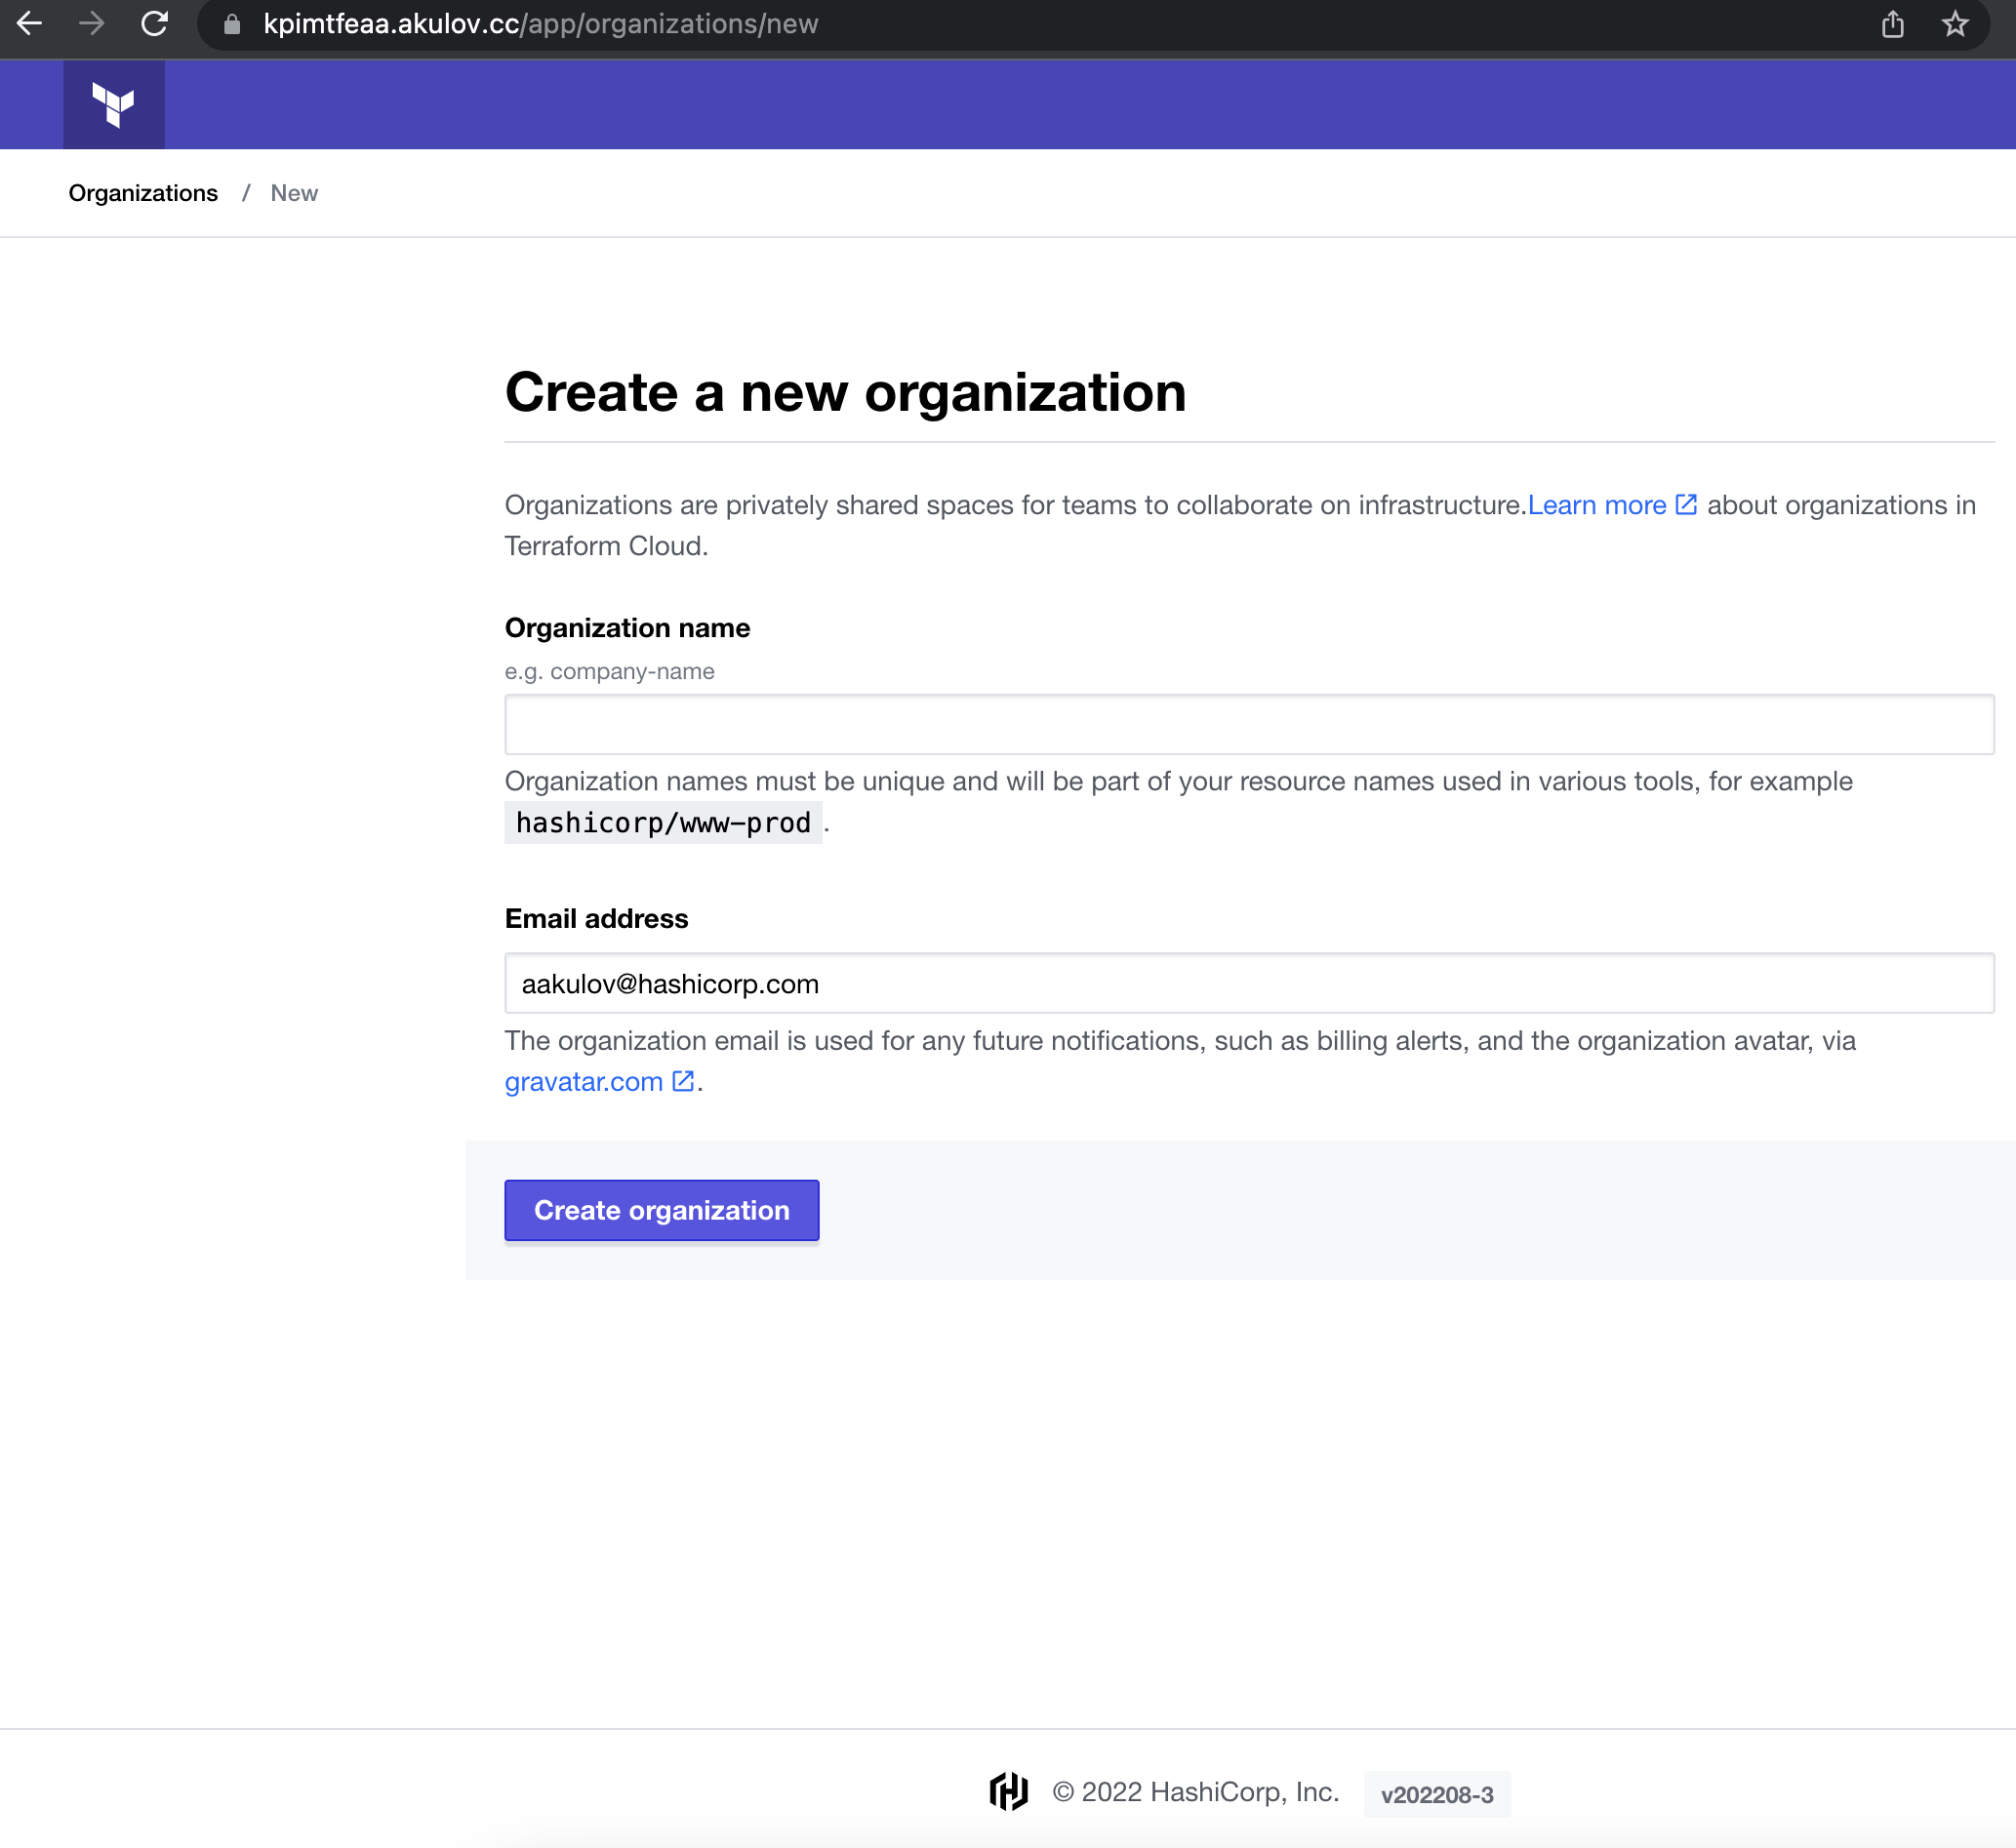 kpimtfeaa.akulov.cc/app/organizations/new
Organizations / New
Create a new organization
Organizations are privately shared spaces for teams to collaborate on infrastructure.Learn more about organizations in
Terraform Cloud.
Organization name
e.g. company-name
Organization names must be unique and will be part of your resource names used in various tools, for example
hashicorp/www-prod .
Email address
aakulov@hashicorp.com
The organization email is used for any future notifications, such as billing alerts, and the organization avatar, via
gravatar.com .
Create organization
© 2022 HashiCorp, Inc. v202208-3